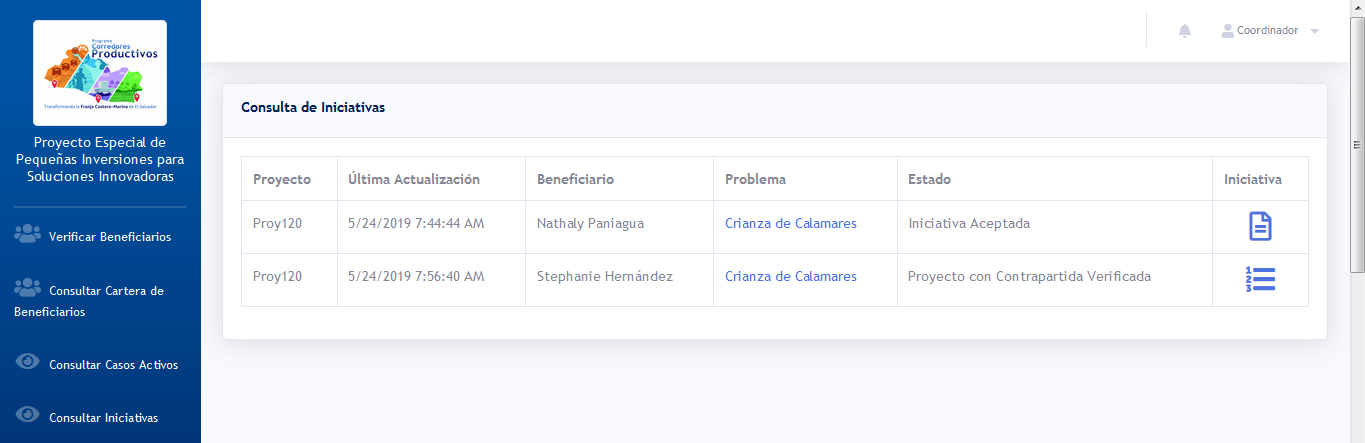 Programa
Corredores
Productivos
Transformando la Franja Costero-Marina de El Salvador
Proyecto Especial de
Pequeñas Inversiones para
Soluciones Innovadoras
Verificar Beneficiarios
Consultar Cartera de
Beneficiarios
Consultar Casos Activos
Consultar Iniciativas
Coordinador
Consulta de Iniciativas
Proyecto Última Actualización Beneficiario Problema Estado Iniciativa
Proy120 5/24/2019 7:44:44 AM Nathaly Paniagua Crianza de Calamares Iniciativa Aceptada
Proy120 5/24/2019 7:56:40 AM Stephanie Hernández Crianza de Calamares Proyecto con Contrapartida Verificada